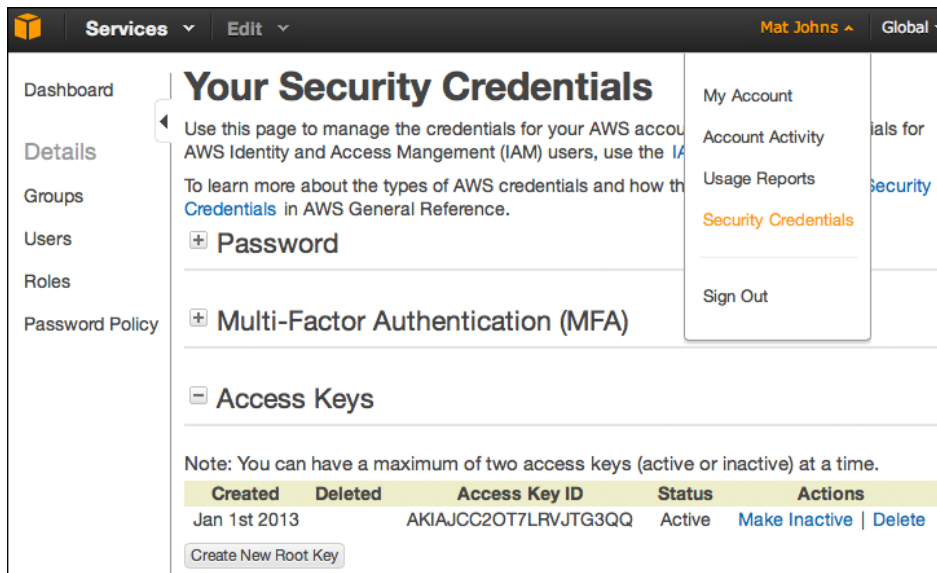 Services Edit Mat Johns Global
Dashboard
Details
Groups
Users
Roles
Password Policy
Your Security Credentials
Use this page to manage the credentials for your AWS accou ials for
AWS Identity and Access Mangement (IAM) users, use the IA
To learn more about the types of AWS credentials and how th Security
Credentials in AWS General Reference.
Password
Multi-Factor Authentication (MFA)
Access Keys
Note: You can have a maximum of two access keys (active or inactive) at a time.
Created Deleted Access Key ID Status Actions
Jan 1st 2013 AKIAJCC2OT7LRVJTG3QQ Active Make Inactive | Delete
Create New Root Key
My Account
Account Activity
Usage Reports
Security Credentials
Sign Out